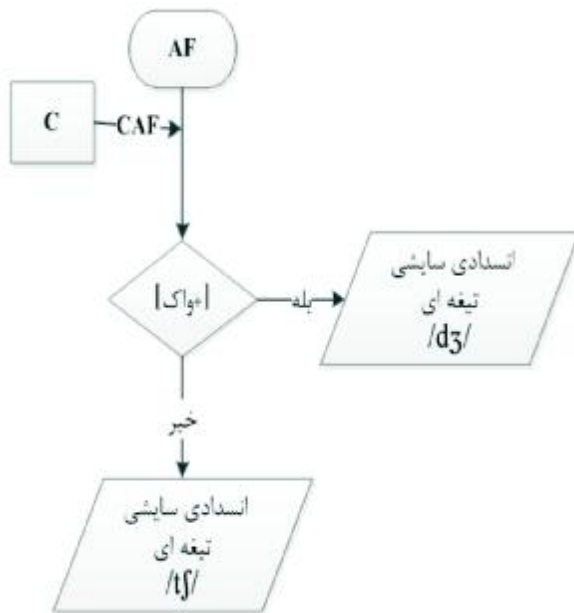 AF
C
CAF
|+واک|
بله
انسدادی سایشی
تیغه ای
/dʒ/
خیر
انسدادی سایشی
تیغه ای
/tʃ/